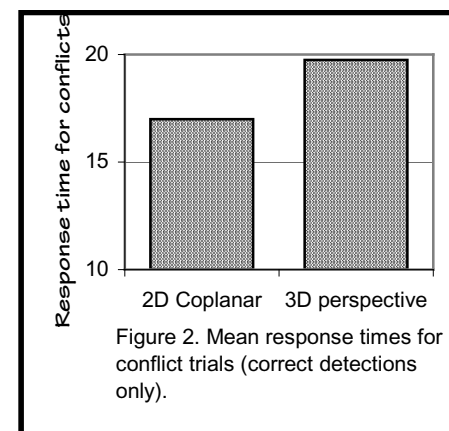 Response time for conflicts
20
15
10
2D Coplanar 3D perspective
Figure 2. Mean response times for
conflict trials (correct detections
only).